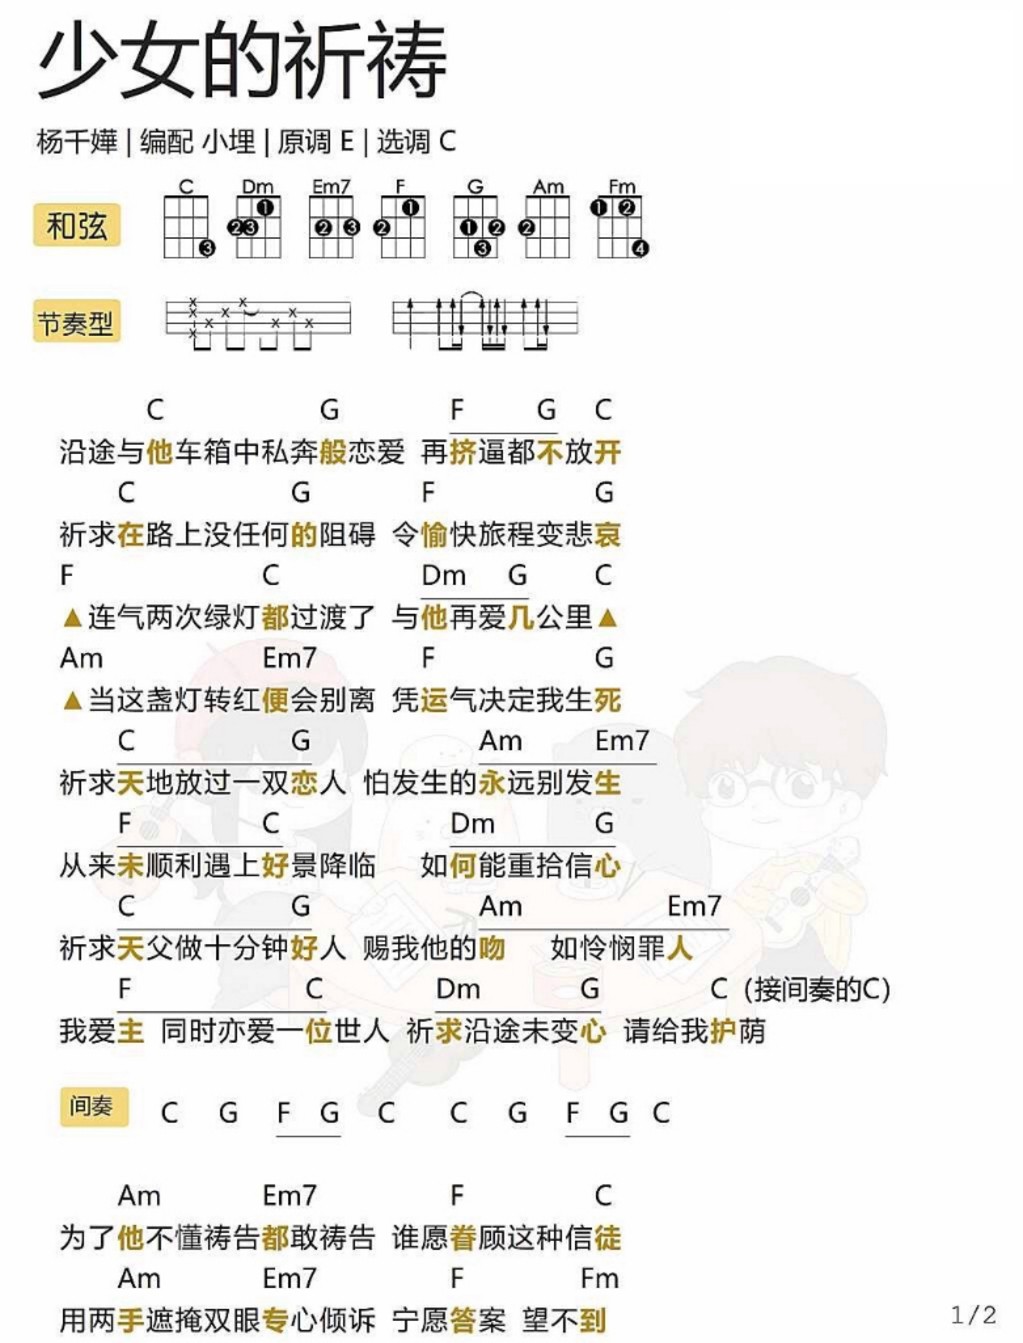 少女的祈祷
杨千嬅 | 编配 小埋 | 原调 E | 选调 C
C Dm Em7 F G Am Fm
和弦
节奏型
C G F G C
沿途与他车箱中私奔般恋爱 再挤逼都不放开
C G F G
祈求在路上没任何的阻碍 令愉快旅程变悲哀
F C Dm G C
▲连气两次绿灯都过渡了 与他再爱几公里▲
Am Em7 F G
▲当这盏灯转红便会别离 凭运气决定我生死
C G Am Em7
祈求天地放过一双恋人 怕发生的永远别发生
F C Dm G
从来未顺利遇上好景降临 如何能重拾信心
C G Am Em7
祈求天父做十分钟好人 赐我他的吻 如怜悯罪人
F C Dm G C (接间奏的C)
我爱主 同时亦爱一位世人 祈求沿途未变心 请给我护荫
间奏 C G F G C C G F G C
Am Em7 F C
为了他不懂祷告都敢祷告 谁愿眷顾这种信徒
Am Em7 F Fm
用两手遮掩双眼专心倾诉 宁愿答案 望不到
1/2